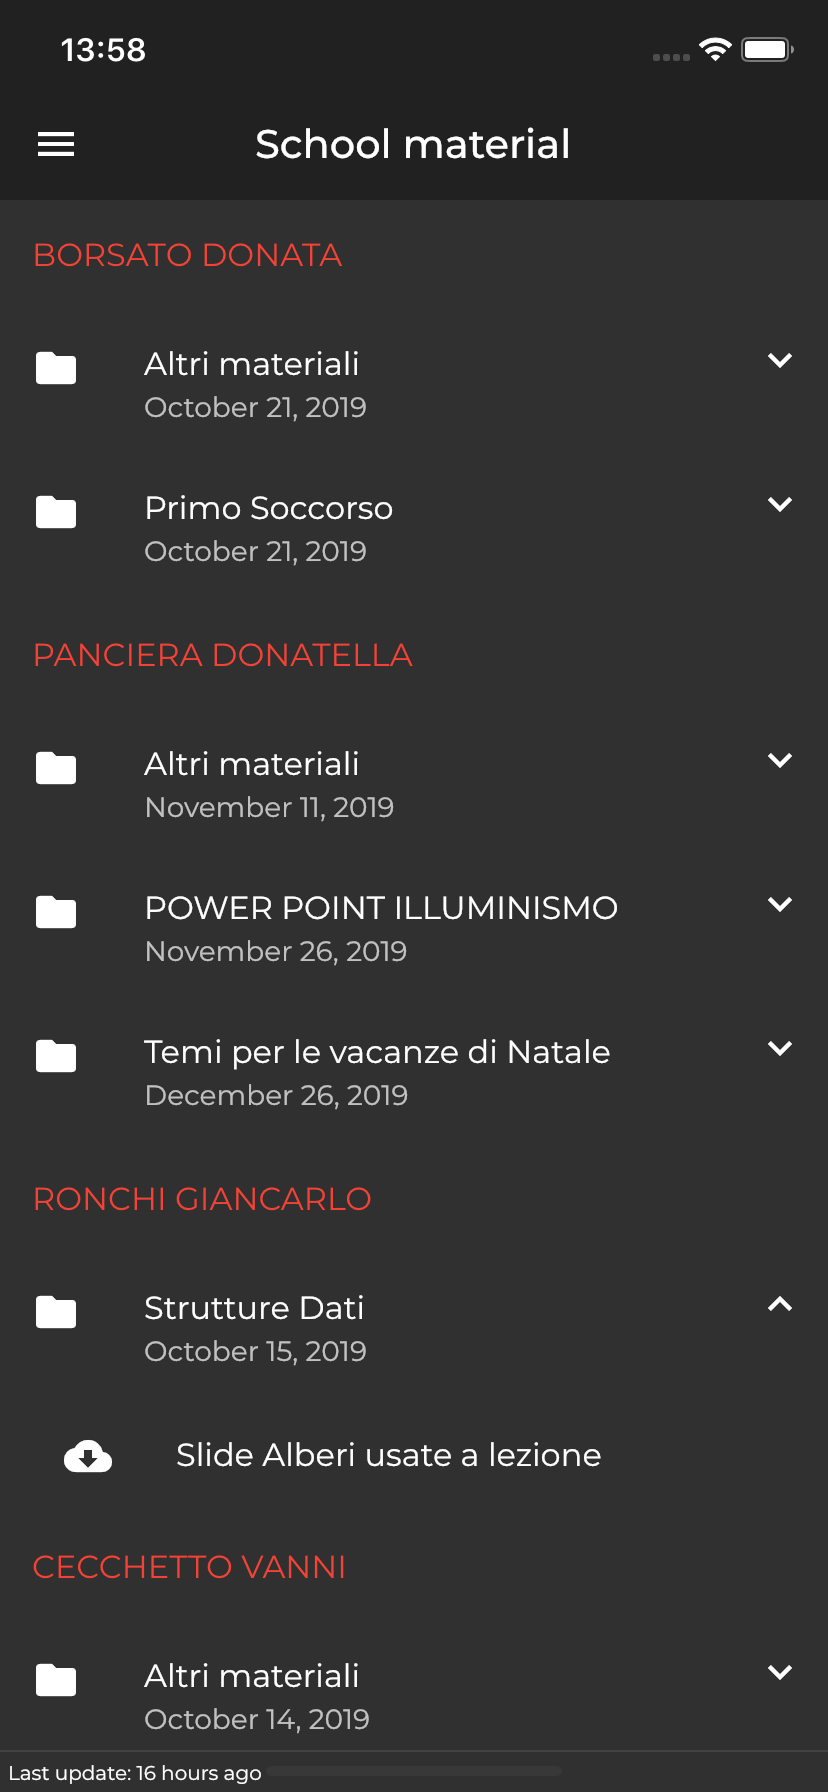 13:58
School material
BORSATO DONATA
Altri materiali
October 21, 2019
Primo Soccorso
October 21, 2019
PANCIERA DONATELLA
Altri materiali
November 11, 2019
POWER POINT ILLUMINISMO
November 26, 2019
Temi per le vacanze di Natale
December 26, 2019
RONCHI GIANCARLO
Strutture Dati
October 15, 2019
Slide Alberi usate a lezione
CECCHETTO VANNI
Altri materiali
October 14, 2019
Last update: 16 hours ago